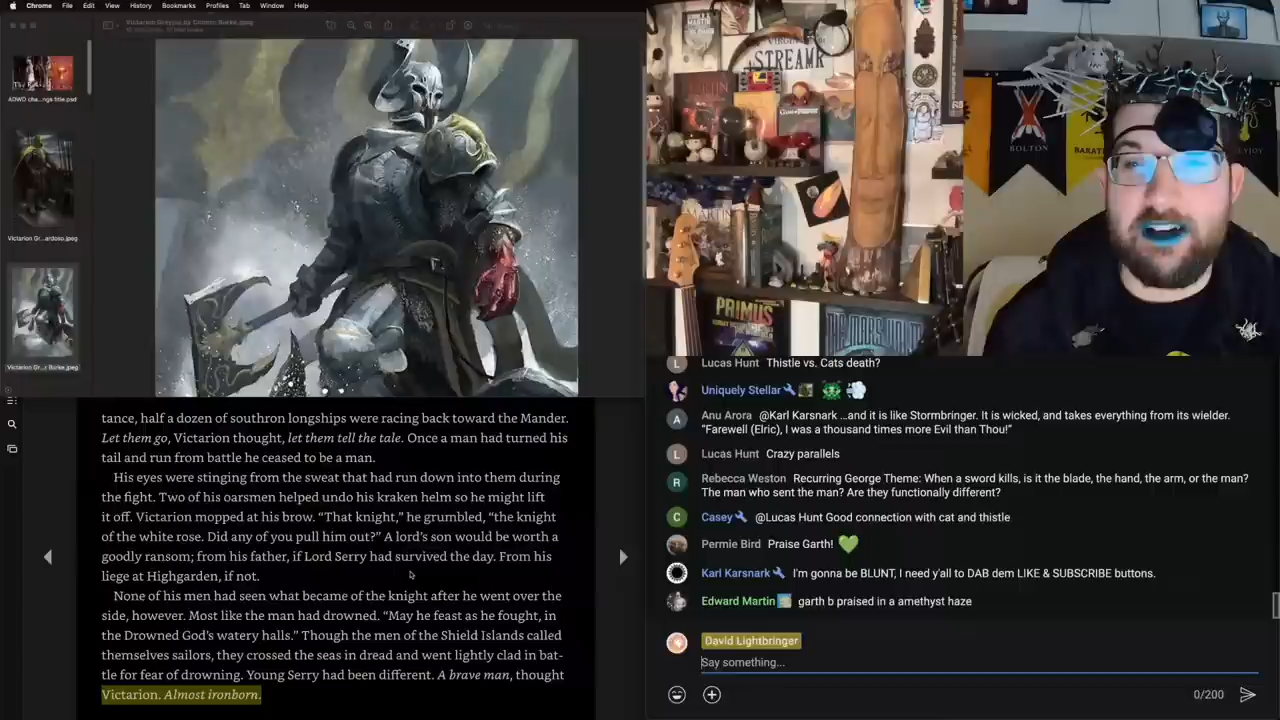 Chrome File Edit View History Bookmarks Profiles Tab Window Help
Victarion Greyjoy by Clinton Burke.jpeg
ADWD cha...ngs title.psd
Victarion Gr...ardoso.jpeg
Victarion Gr...z Burke.jpeg
tance, half a dozen of southron longships were racing back toward the Mander.
Let them go, Victarion thought, let them tell the tale. Once a man had turned his
tail and run from battle he ceased to be a man.
His eyes were stinging from the sweat that had run down into them during
the fight. Two of his oarsmen helped undo his kraken helm so he might lift
it off. Victarion mopped at his brow. “That knight,” he grumbled, “the knight
of the white rose. Did any of you pull him out?” A lord’s son would be worth a
goodly ransom; from his father, if Lord Serry had survived the day. From his
liege at Highgarden, if not.
None of his men had seen what became of the knight after he went over the
side, however. Most like the man had drowned. “May he feast as he fought, in
the Drowned God’s watery halls.” Though the men of the Shield Islands called
themselves sailors, they crossed the seas in dread and went lightly clad in bat-
tle for fear of drowning. Young Serry had been different. A brave man, thought
Victarion. Almost ironborn.
STREAMR
PRIMUS
BOLTON
BARATH
EYJOY
Lucas Hunt Thistle vs. Cats death?
Uniquely Stellar
A Anu Arora @Karl Karsnark ...and it is like Stormbringer. It is wicked, and takes everything from its wielder.
“Farewell (Elric), I was a thousand times more Evil than Thou!”
L Lucas Hunt Crazy parallels
R Rebecca Weston Recurring George Theme: When a sword kills, is it the blade, the hand, the arm, or the man?
The man who sent the man? Are they functionally different?
C Casey @Lucas Hunt Good connection with cat and thistle
Permie Bird Praise Garth!
Karl Karsnark I'm gonna be BLUNT, I need y'all to DAB dem LIKE & SUBSCRIBE buttons.
Edward Martin garth b praised in a amethyst haze
David Lightbringer
Say something...
0/200